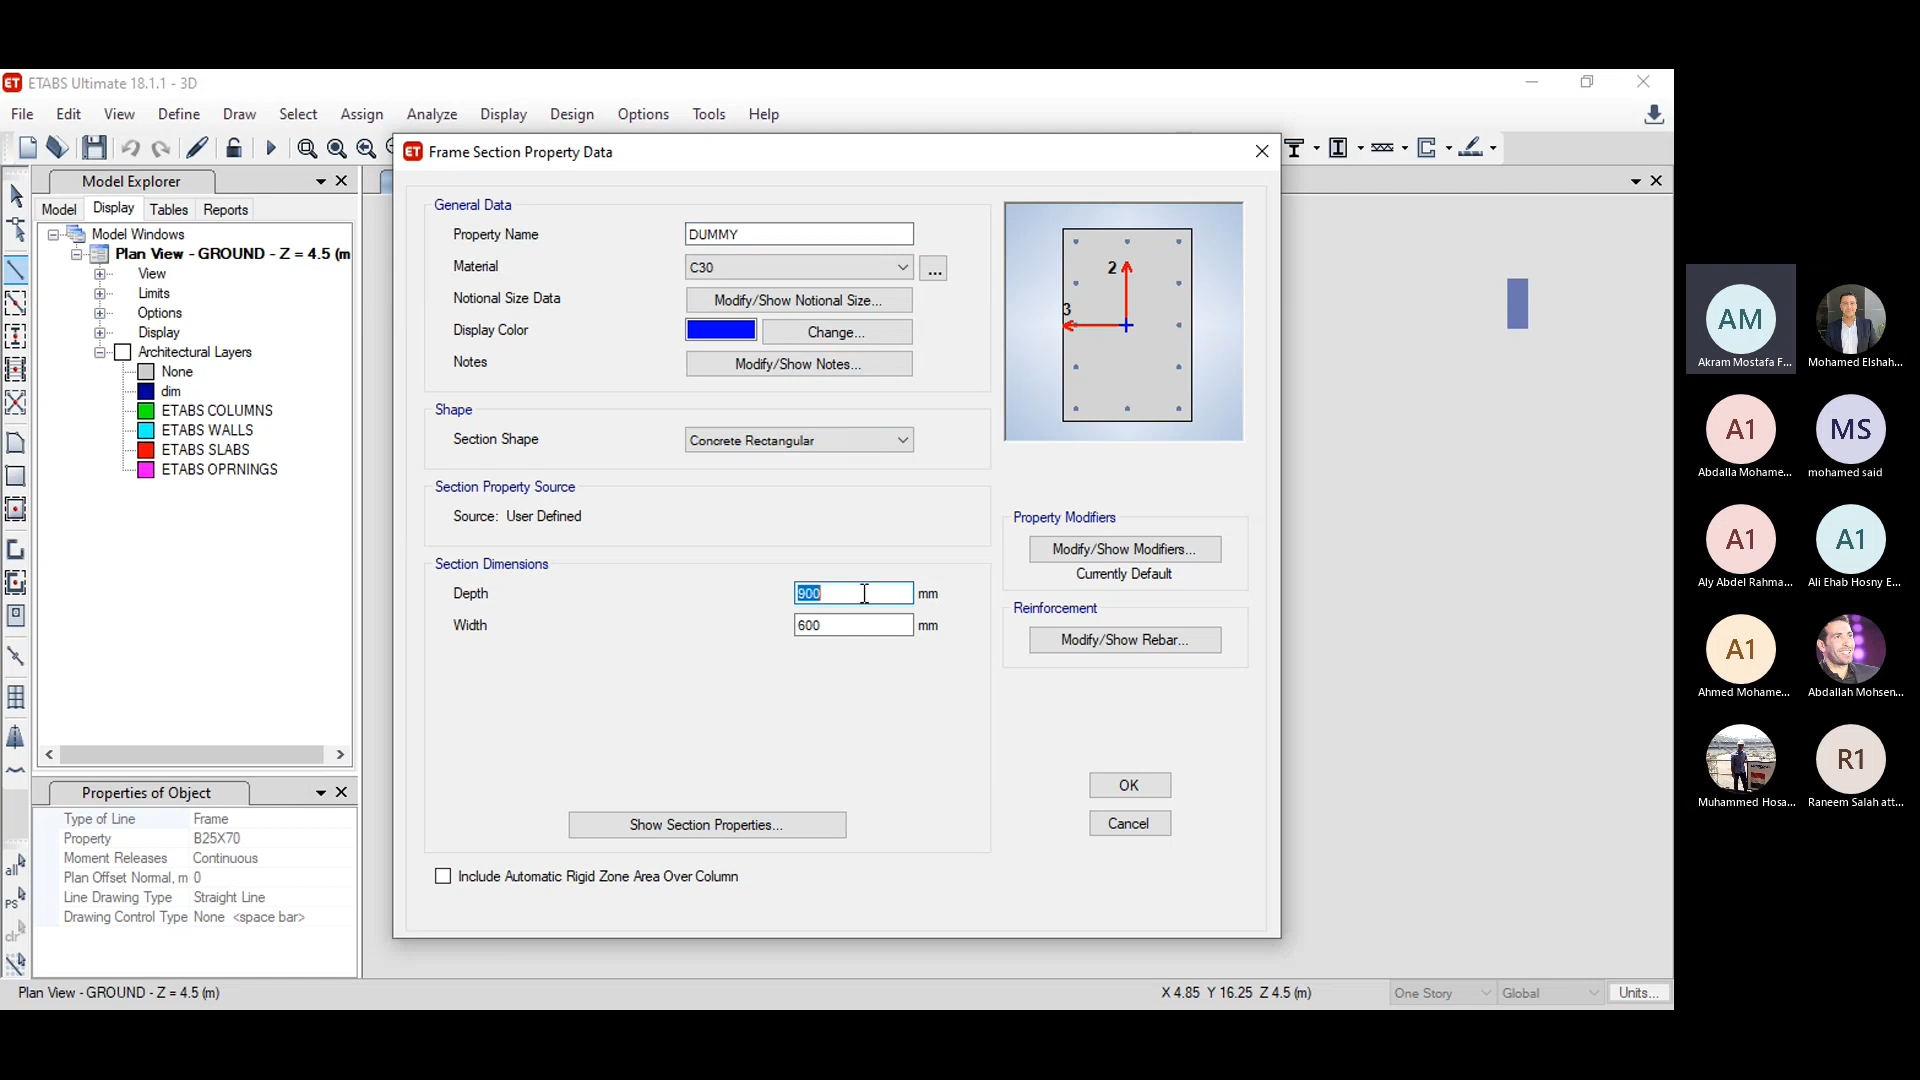 ETABS Ultimate 18.1.1 - 3D
File Edit View Define Draw Select Assign Analyze Display Design Options Tools Help
Model Explorer
Model Display Tables Reports
Model Windows
Plan View - GROUND - Z = 4.5 (m
View
Limits
Options
Display
Architectural Layers
None
dim
ETABS COLUMNS
ETABS WALLS
ETABS SLABS
ETABS OPRNINGS
Properties of Object
Type of Line Frame
Property B25X70
Moment Releases Continuous
Plan Offset Normal, m 0
Line Drawing Type Straight Line
Drawing Control Type None <space bar>
all
PS
clr
ET Frame Section Property Data
General Data
Property Name DUMMY
Material C30 ...
Notional Size Data Modify/Show Notional Size...
Display Color Change...
Notes Modify/Show Notes...
Shape
Section Shape Concrete Rectangular
Section Property Source
Source: User Defined
Section Dimensions
Depth 900 mm
Width 600 mm
Show Section Properties...
Include Automatic Rigid Zone Area Over Column
2
3
Property Modifiers
Modify/Show Modifiers...
Currently Default
Reinforcement
Modify/Show Rebar...
OK
Cancel
Plan View - GROUND - Z = 4.5 (m) X 4.85 Y 16.25 Z 4.5 (m) One Story Global Units...
AM
Akram Mostafa F... Mohamed Elshah...
A1 MS
Abdalla Mohame... mohamed said
A1 A1
Aly Abdel Rahma... Ali Ehab Hosny E...
A1
Ahmed Mohame... Abdallah Mohsen...
R1
Muhammed Hosa... Raneem Salah att...